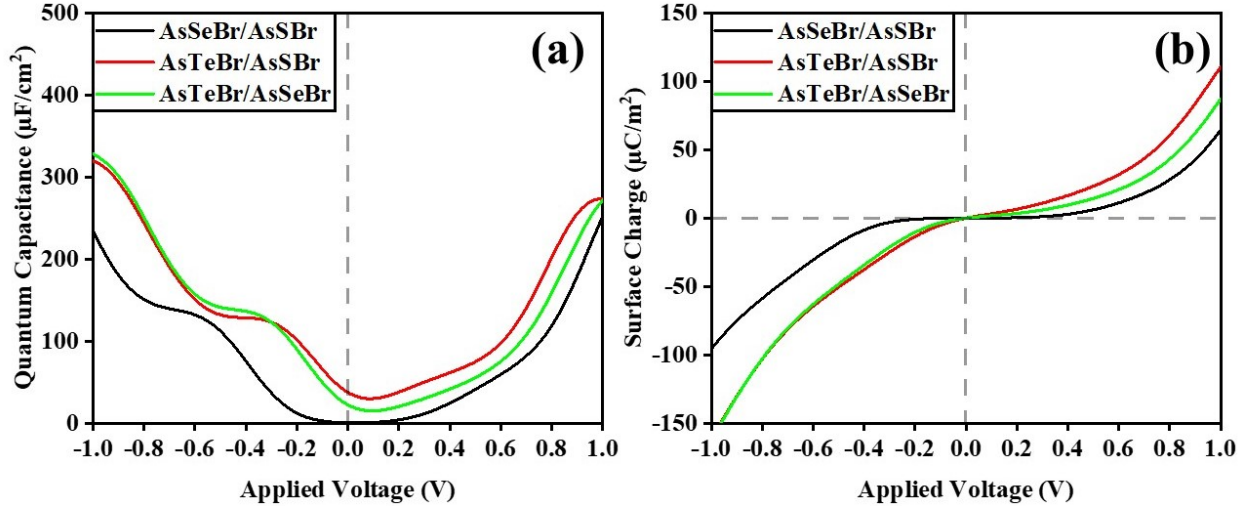 Quantum Capacitance (µF/cm²)
500
400
300
200
100
0
AsSeBr/AsSBr
AsTeBr/AsSBr
AsTeBr/AsSeBr
(a)
-1.0 -0.8 -0.6 -0.4 -0.2 0.0 0.2 0.4 0.6 0.8 1.0
Applied Voltage (V)
Surface Charge (µC/m²)
150
100
50
0
-50
-100
-150
AsSeBr/AsSBr
AsTeBr/AsSBr
AsTeBr/AsSeBr
(b)
-1.0 -0.8 -0.6 -0.4 -0.2 0.0 0.2 0.4 0.6 0.8 1.0
Applied Voltage (V)